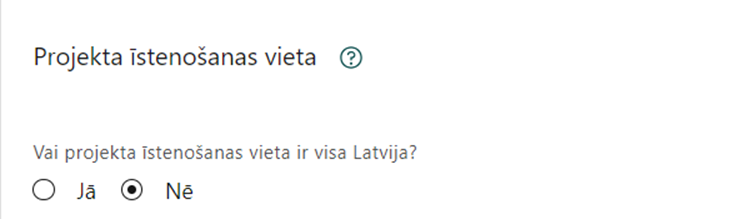 Projekta īstenošanas vieta ?
Vai projekta īstenošanas vieta ir visa Latvija?
Jā Nē